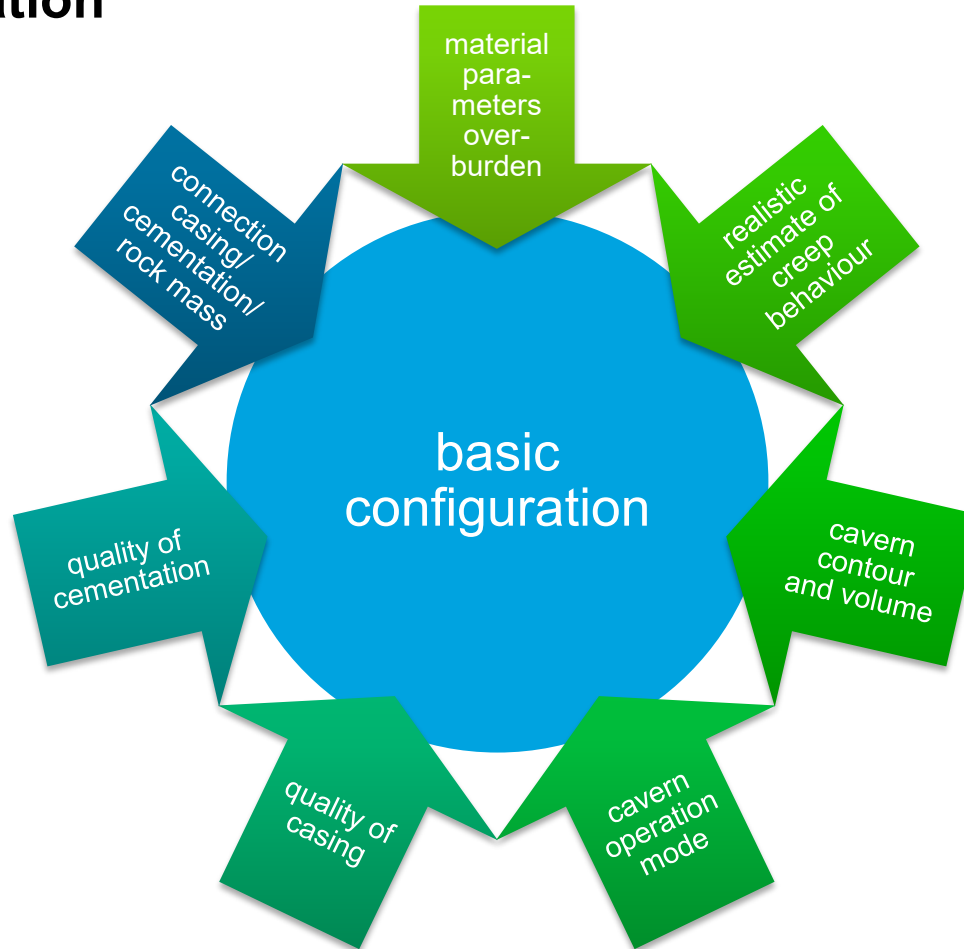 material
para-
meters
over-
burden
realistic
estimate of
creep
behaviour
cavern
contour
and volume
cavern
operation
mode
quality of
casing
quality of
cementation
connection
casing/
cementation/
rock mass
basic
configuration